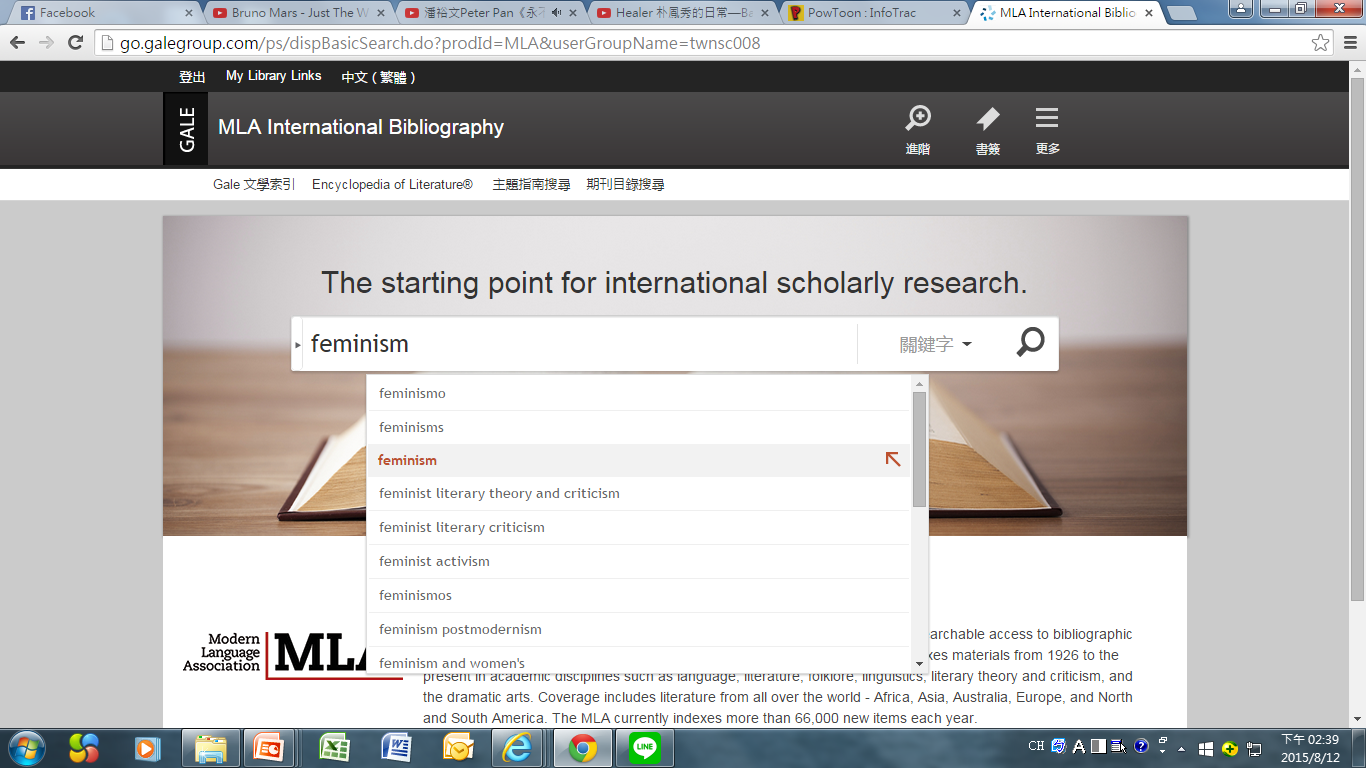 Facebook
Bruno Mars - Just The W
潘裕文Peter Pan《永不
Healer 朴鳳秀的日常—Ba
PowToon : InfoTrac
MLA International Biblio
go.galegroup.com/ps/dispBasicSearch.do?prodId=MLA&userGroupName=twnsc008
登出 My Library Links 中文 ( 繁體 )
GALE
MLA International Bibliography
進階 書簽 更多
Gale 文學索引 Encyclopedia of Literature® 主題指南搜尋 期刊目錄搜尋
The starting point for international scholarly research.
feminism 關鍵字
feminismo
feminisms
feminism
feminist literary theory and criticism
feminist literary criticism
feminist activism
feminismos
feminism postmodernism
feminism and women's
Modern
Language
Association
MLA
archable access to bibliographic
xes materials from 1926 to the
present in academic disciplines such as language, literature, folklore, linguistics, literary theory and criticism, and
the dramatic arts. Coverage includes literature from all over the world - Africa, Asia, Australia, Europe, and North
and South America. The MLA currently indexes more than 66,000 new items each year.
LINE
CH
下午 02:39
2015/8/12